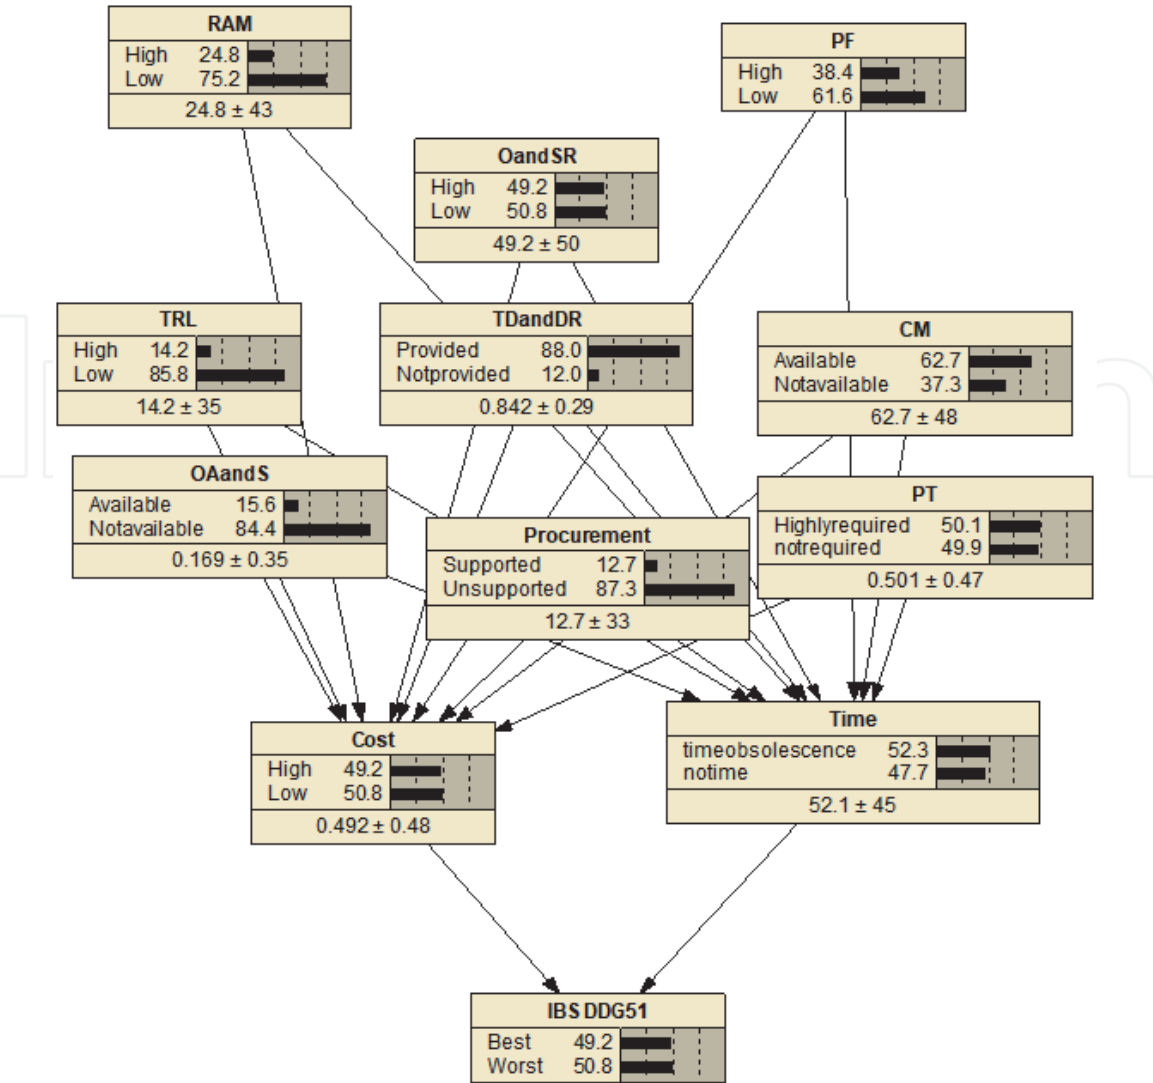 RAM
High 24.8
Low 75.2
24.8 ± 43
PF
High 38.4
Low 61.6
OandSR
High 49.2
Low 50.8
49.2 ± 50
TRL
High 14.2
Low 85.8
14.2 ± 35
TDandDR
Provided 88.0
Notprovided 12.0
0.842 ± 0.29
CM
Available 62.7
Notavailable 37.3
62.7 ± 48
OAandS
Available 15.6
Notavailable 84.4
0.169 ± 0.35
Procurement
Supported 12.7
Unsupported 87.3
12.7 ± 33
PT
Highlyrequired 50.1
notrequired 49.9
0.501 ± 0.47
Cost
High 49.2
Low 50.8
0.492 ± 0.48
Time
timeobsolescence 52.3
notime 47.7
52.1 ± 45
IBS DDG51
Best 49.2
Worst 50.8